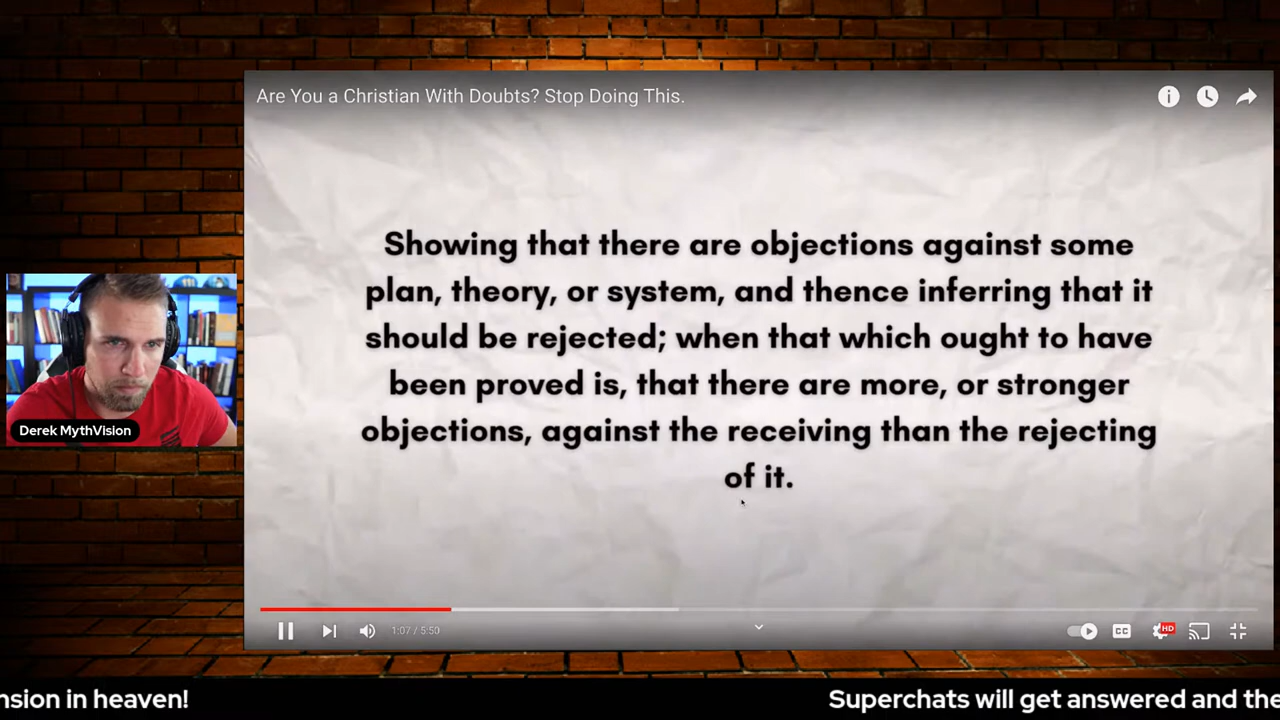 Are You a Christian With Doubts? Stop Doing This.
Showing that there are objections against some
plan, theory, or system, and thence inferring that it
should be rejected; when that which ought to have
been proved is, that there are more, or stronger
objections, against the receiving than the rejecting
of it.
Derek MythVision
1:07 / 5:50
CC
HD
nsion in heaven!
Superchats will get answered and the